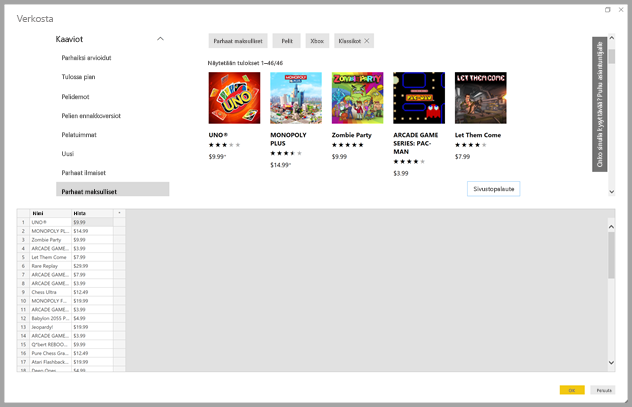 Verkosta
Kaaviot
Parhaiksi arvioidut
Tulossa pian
Pelidemot
Pelien ennakkoversiot
Pelatuimmat
Uusi
Parhaat ilmaiset
Parhaat maksulliset
Parhaat maksulliset
Pelit
Xbox
Klassikot
Näytetään tulokset 1–46/46
UNO®
$9.99+
MONOPOLY PLUS
$14.99+
Zombie Party
$9.99
ARCADE GAME SERIES: PAC-MAN
$3.99
Let Them Come
$7.99
Sivustopalaute
Onko sinulla kysyttävää? Puhu asiantuntijalle
Nimi Hinta *
1 UNO® $9.99
2 MONOPOLY PL... $14.99
3 Zombie Party $9.99
4 ARCADE GAME... $3.99
5 Let Them Come $7.99
6 Rare Replay $29.99
7 ARCADE GAME... $7.99
8 ARCADE GAME... $3.99
9 Chess Ultra $12.49
10 MONOPOLY F... $19.99
11 ARCADE GAME... $3.99
12 Babylon 2055 P... $4.99
13 Jeopardy! $19.99
14 ARCADE GAME... $3.99
15 Q*bert REBOO... $9.99
16 Pure Chess Gra... $12.49
17 Atari Flashback... $19.99
18 Deep Ones $4.99
OK
Peruuta